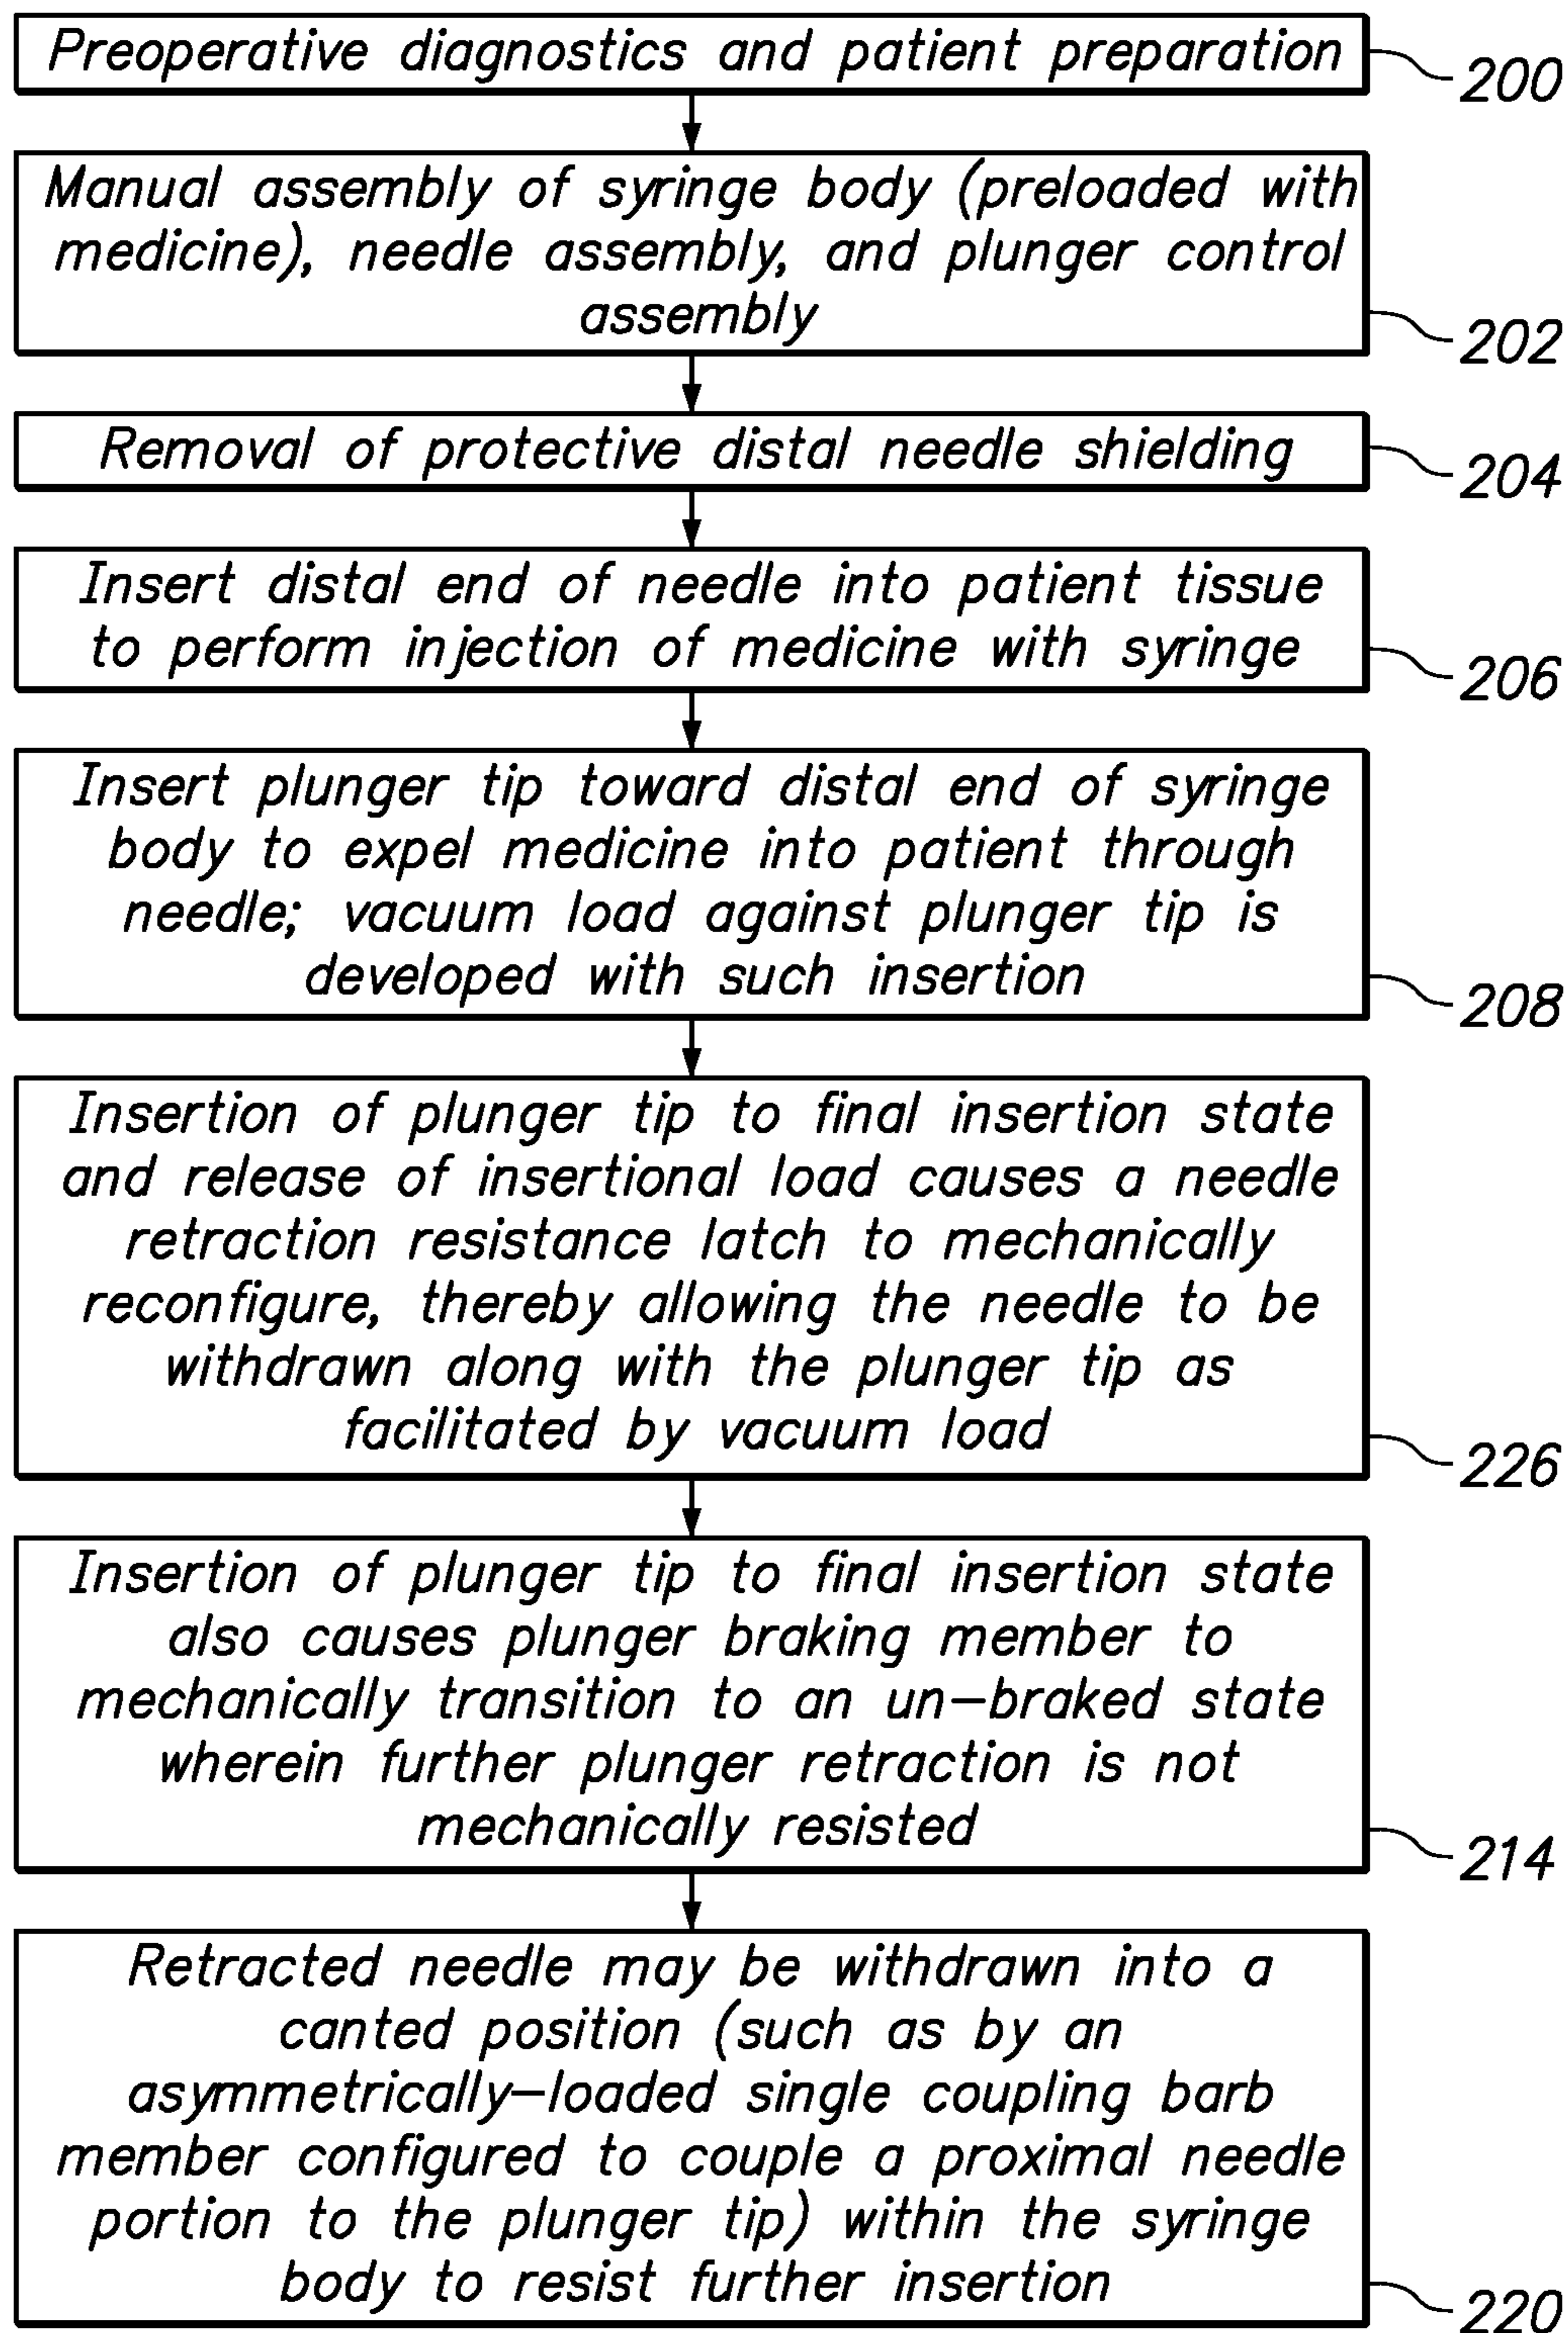 Preoperative diagnostics and patient preparation
200
Manual assembly of syringe body (preloaded with
medicine), needle assembly, and plunger control
assembly
202
Removal of protective distal needle shielding
204
Insert distal end of needle into patient tissue
to perform injection of medicine with syringe
206
Insert plunger tip toward distal end of syringe
body to expel medicine into patient through
needle; vacuum load against plunger tip is
developed with such insertion
208
Insertion of plunger tip to final insertion state
and release of insertional load causes a needle
retraction resistance latch to mechanically
reconfigure, thereby allowing the needle to be
withdrawn along with the plunger tip as
facilitated by vacuum load
226
Insertion of plunger tip to final insertion state
also causes plunger braking member to
mechanically transition to an un-braked state
wherein further plunger retraction is not
mechanically resisted
214
Retracted needle may be withdrawn into a
canted position (such as by an
asymmetrically-loaded single coupling barb
member configured to couple a proximal needle
portion to the plunger tip) within the syringe
body to resist further insertion
220